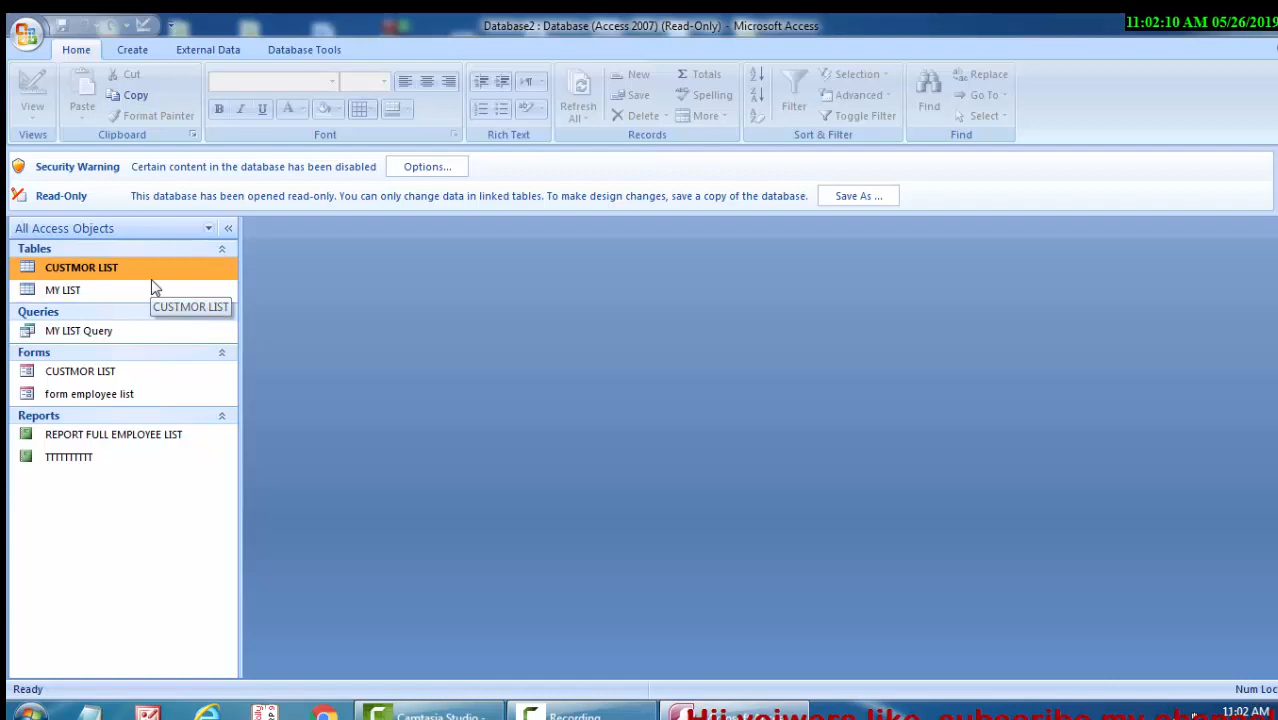 Database2 : Database (Access 2007) (Read-Only) - Microsoft Access
11:02:10 AM 05/26/2019
Home Create External Data Database Tools
View
Views
Paste
Cut
Copy
Format Painter
Clipboard
B I U A
Font
Rich Text
Refresh All
New
Save
Delete
Totals
Spelling
More
Records
Filter
Selection
Advanced
Toggle Filter
Sort & Filter
Find
Replace
Go To
Select
Find
Security Warning Certain content in the database has been disabled Options...
Read-Only This database has been opened read-only. You can only change data in linked tables. To make design changes, save a copy of the database. Save As ...
All Access Objects
Tables
CUSTMOR LIST
MY LIST
CUSTMOR LIST
Queries
MY LIST Query
Forms
CUSTMOR LIST
form employee list
Reports
REPORT FULL EMPLOYEE LIST
TTTTTTTTTT
Ready
Num Loc
Camtasia Studio -
Recording
like subscribe my
11:02 AM